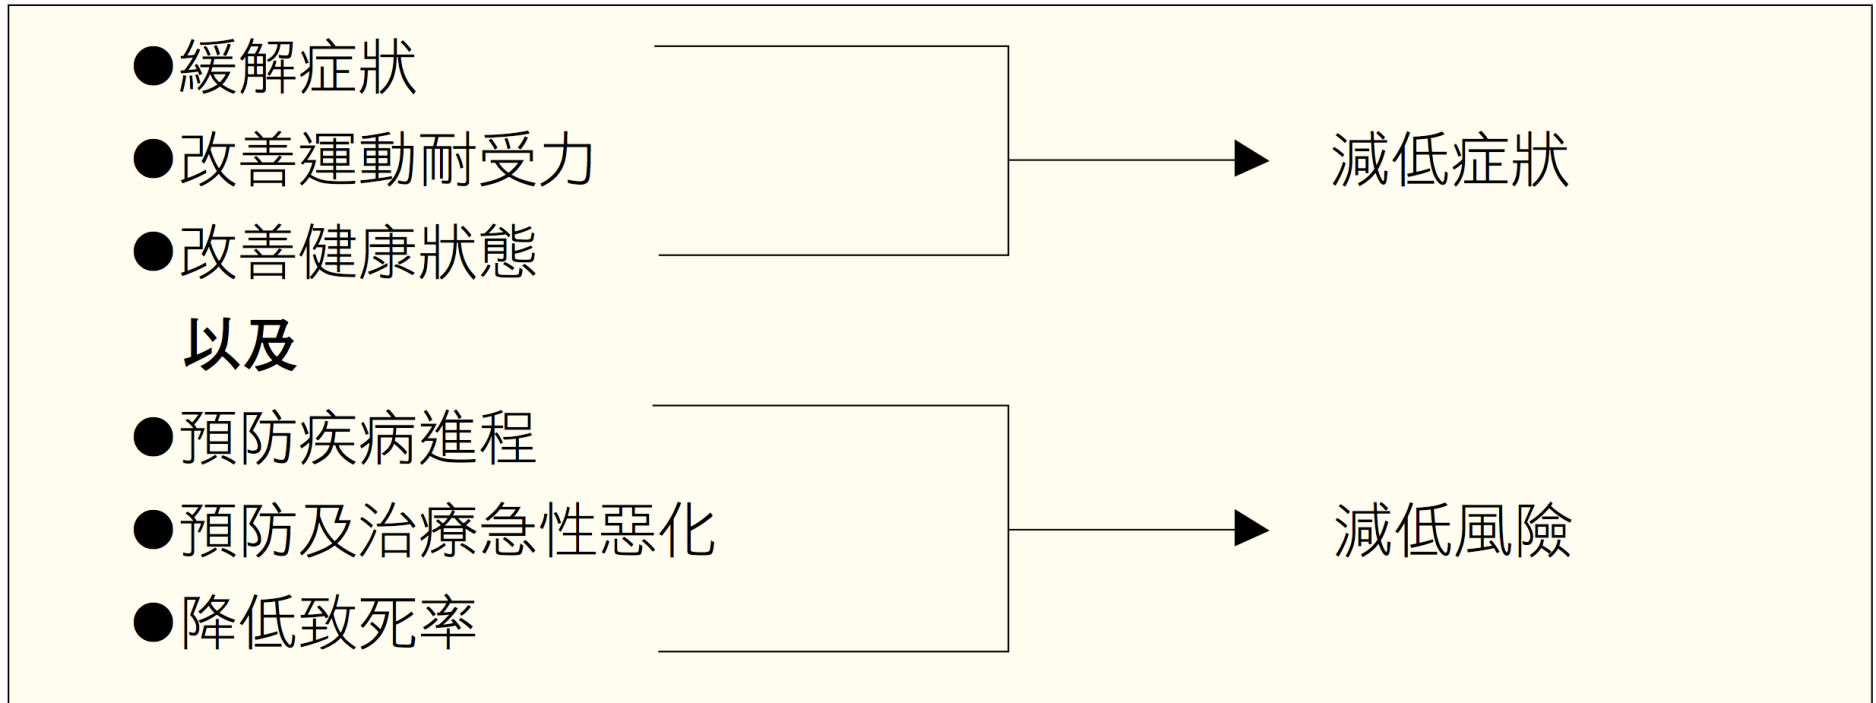 ●緩解症狀
●改善運動耐受力
減低症狀
●改善健康狀態
以及
●預防疾病進程
●預防及治療急性惡化
減低風險
●降低致死率